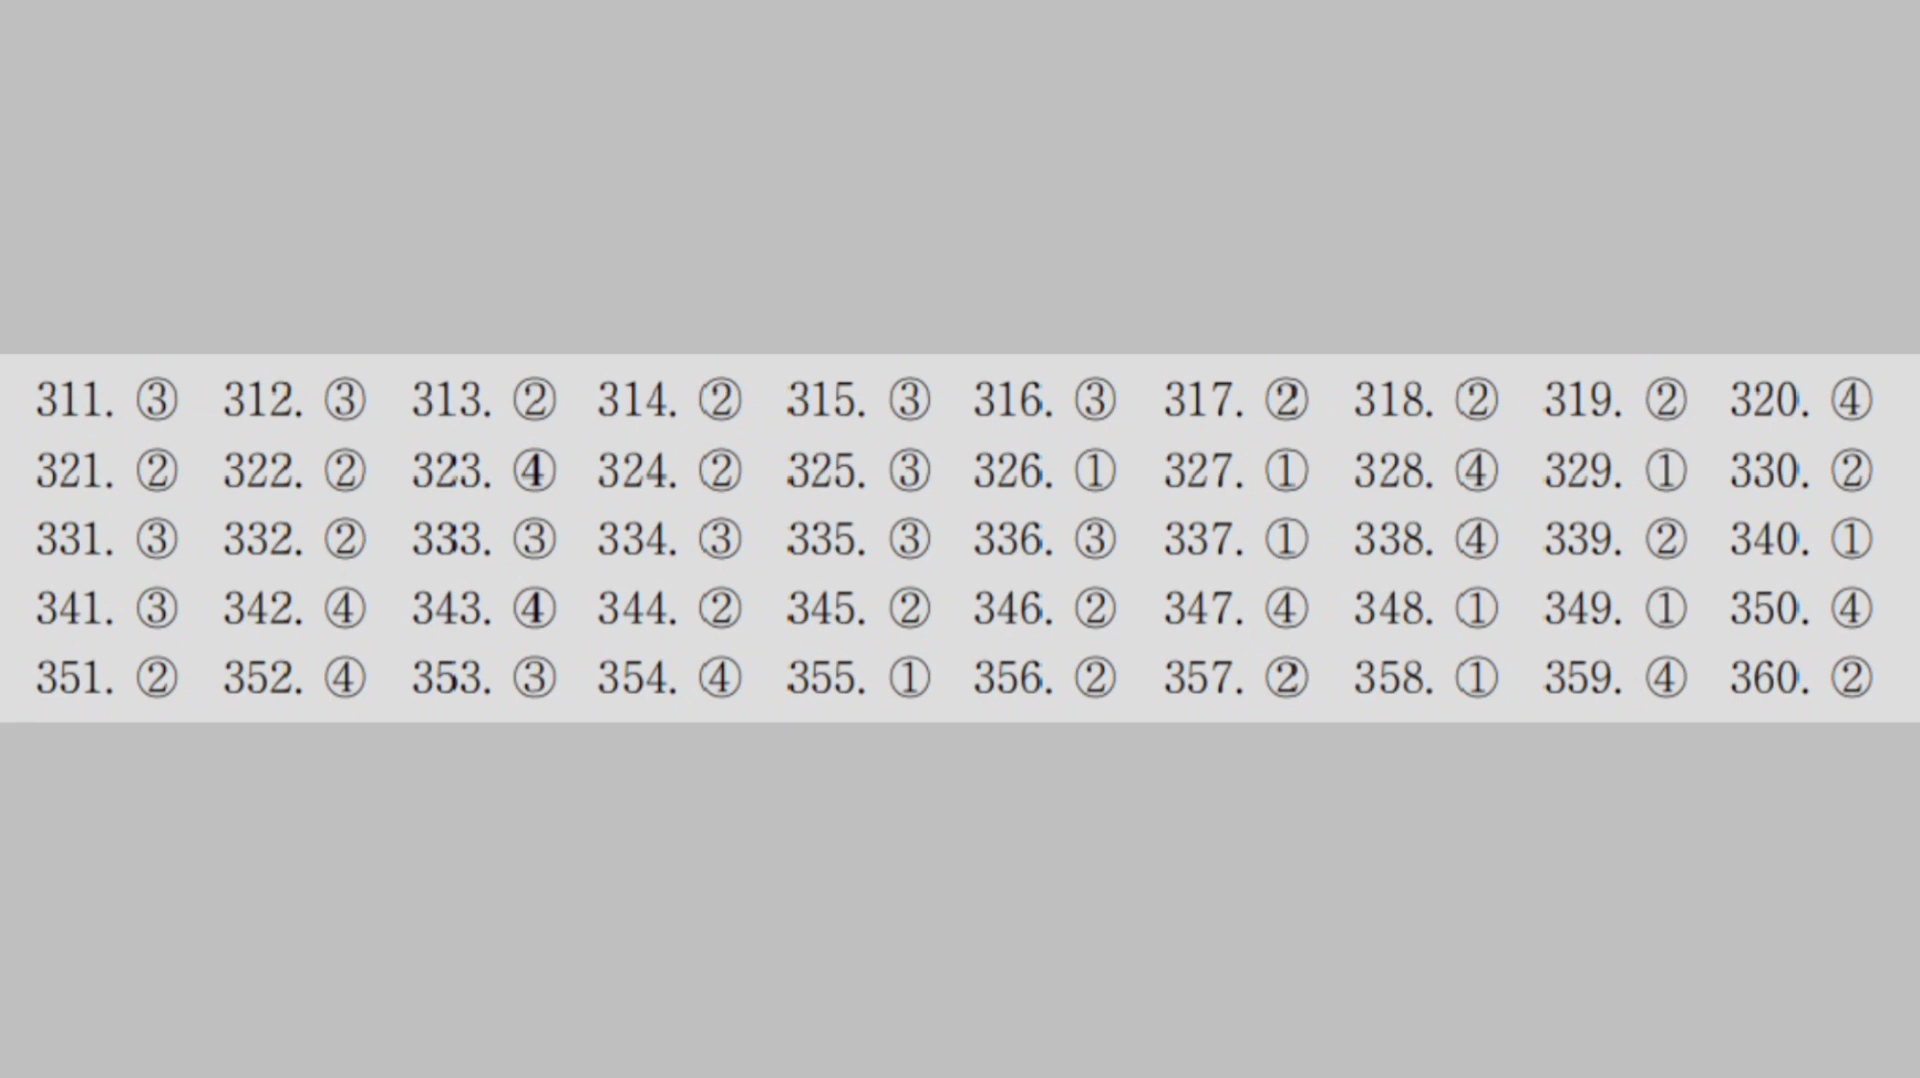 311. ③ 312. ③ 313. ② 314. ② 315. ③ 316. ③ 317. ② 318. ② 319. ② 320. ④
321. ② 322. ② 323. ④ 324. ② 325. ③ 326. ① 327. ① 328. ④ 329. ① 330. ②
331. ③ 332. ② 333. ③ 334. ③ 335. ③ 336. ③ 337. ① 338. ④ 339. ② 340. ①
341. ③ 342. ④ 343. ④ 344. ② 345. ② 346. ② 347. ④ 348. ① 349. ① 350. ④
351. ② 352. ④ 353. ③ 354. ④ 355. ① 356. ② 357. ② 358. ① 359. ④ 360. ②